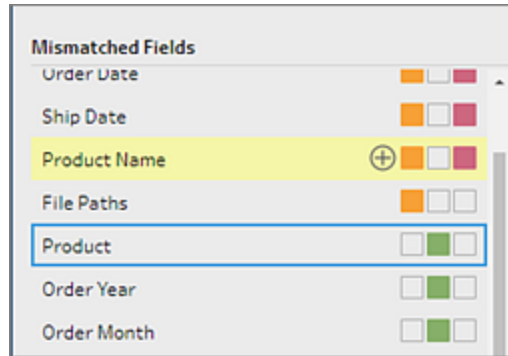 Mismatched Fields
Order Date
Ship Date
Product Name
File Paths
Product
Order Year
Order Month